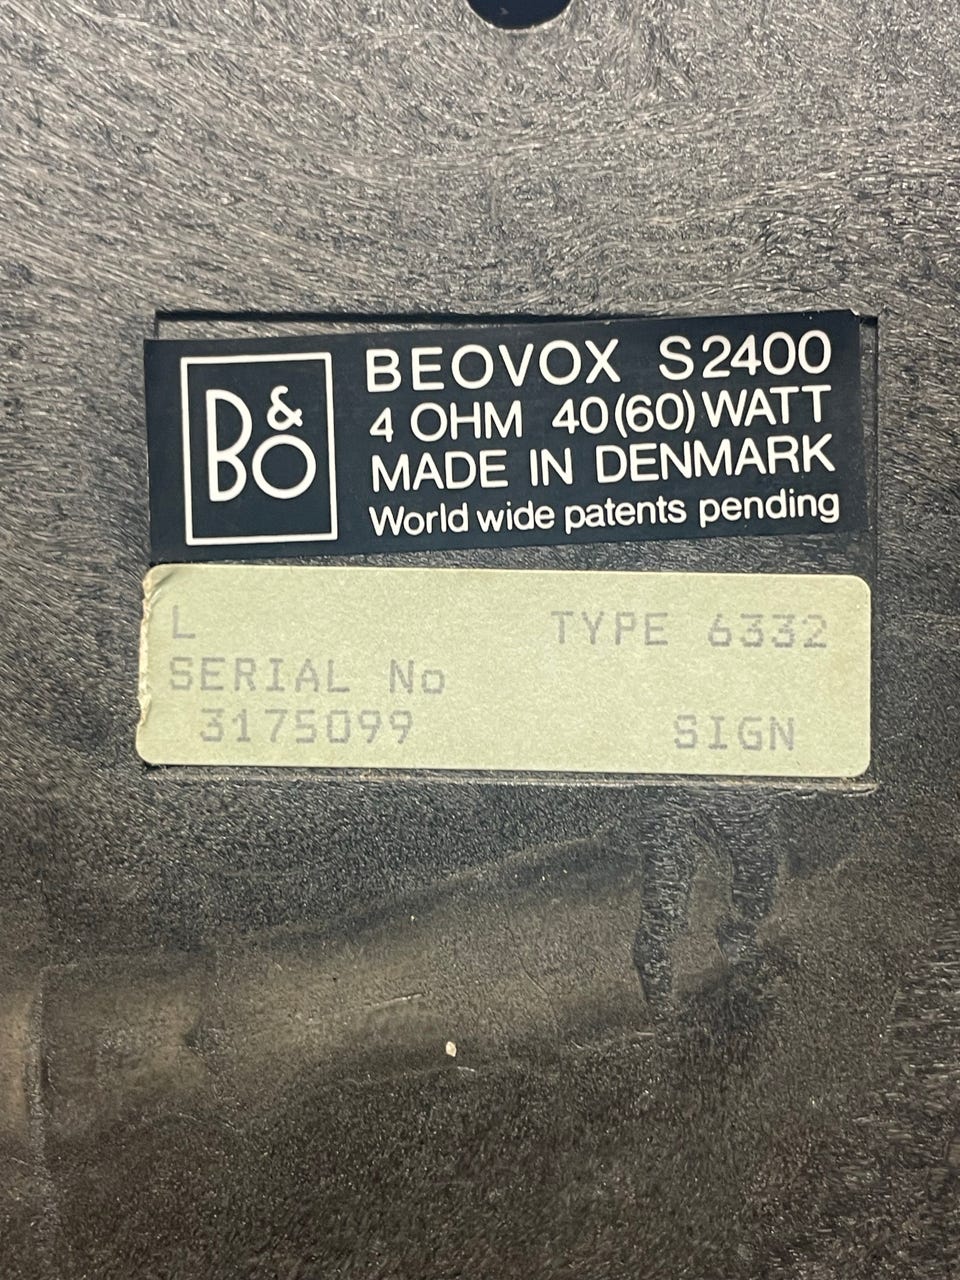 B&O
BEOVOX S2400
4 OHM 40(60) WATT
MADE IN DENMARK
World wide patents pending
L TYPE 6332
SERIAL No
3175099 SIGN